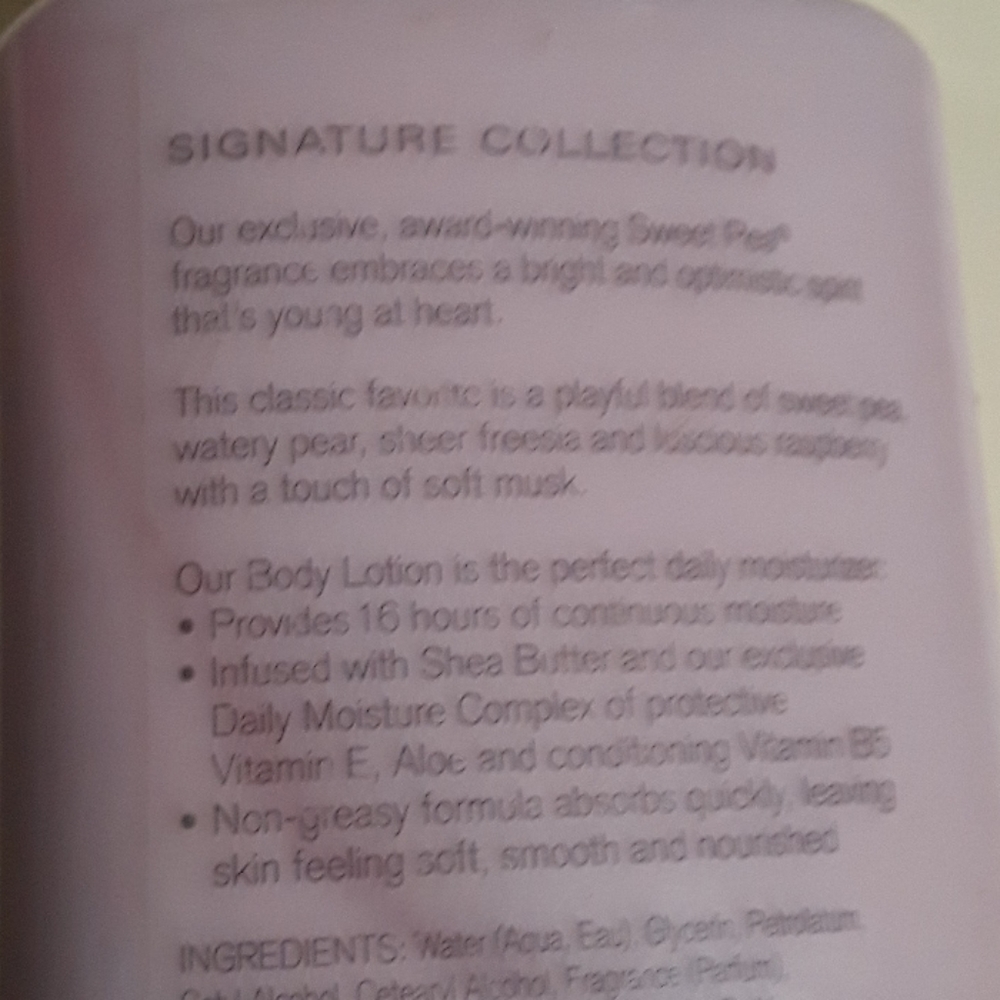 SIGNATURE COLLECTION
Our exclusive, award-winning Sweet Pea®
fragrance embraces a bright and optimistic spirit
that's young at heart.
This classic favorite is a playful blend of sweet pea,
watery pear, sheer freesia and luscious raspberry
with a touch of soft musk.
Our Body Lotion is the perfect daily moisturizer:
• Provides 16 hours of continuous moisture
• Infused with Shea Butter and our exclusive
Daily Moisture Complex of protective
Vitamin E, Aloe and conditioning Vitamin B5
• Non-greasy formula absorbs quickly, leaving
skin feeling soft, smooth and nourished
INGREDIENTS: Water (Aqua, Eau), Glycerin, Petrolatum,
Cetyl Alcohol, Cetearyl Alcohol, Fragrance (Parfum),